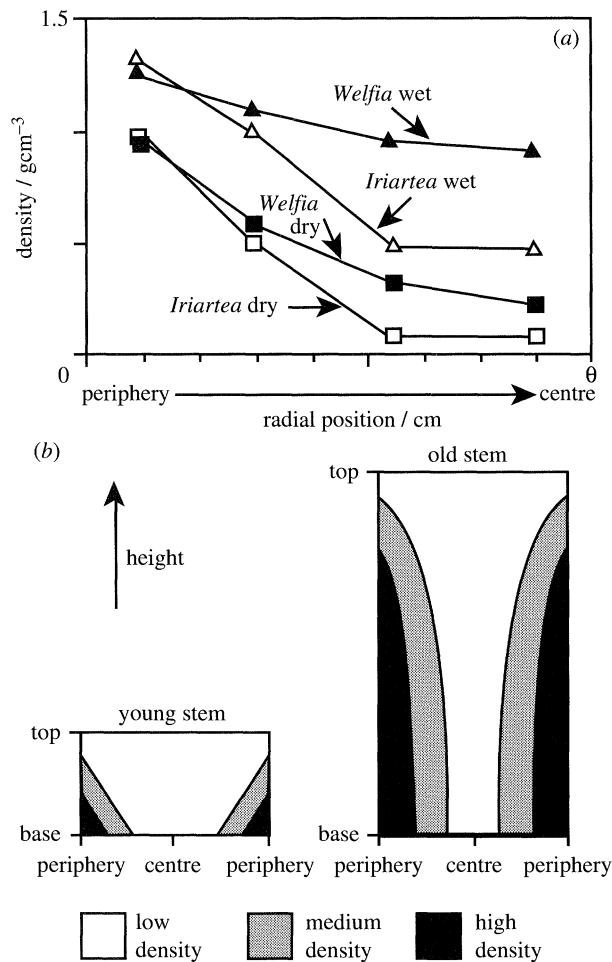 1.5
(a)
Welfia wet
density / gcm⁻³
Iriartea wet
Welfia
dry
Iriartea dry
0
θ
periphery
centre
radial position / cm
(b)
old stem
top
height
young stem
top
base
base
periphery
centre
periphery
periphery
centre
periphery
low
density
medium
density
high
density